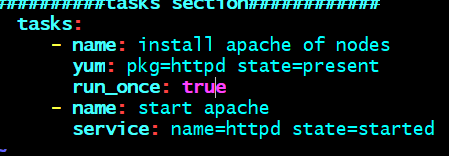 ##########tasks section############
tasks:
- name: install apache of nodes
yum: pkg=httpd state=present
run_once: true
- name: start apache
service: name=httpd state=started
~